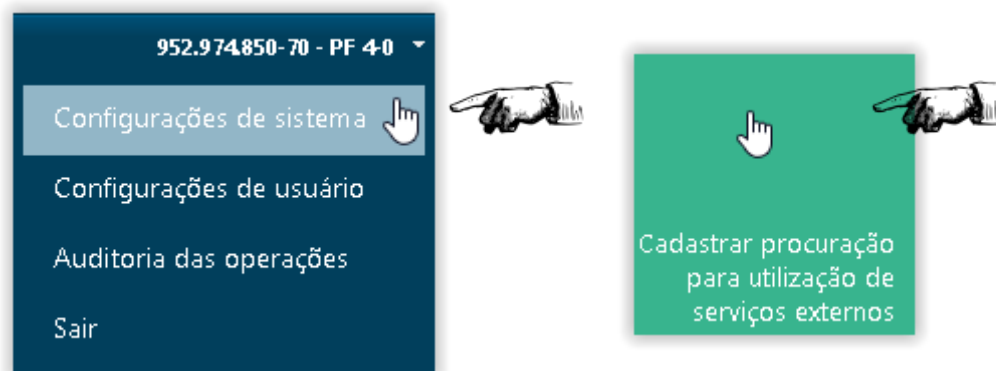 952.974.850-70 - PF 4-0
Configurações de sistema
Configurações de usuário
Auditoria das operações
Sair
Cadastrar procuração
para utilização de
serviços externos